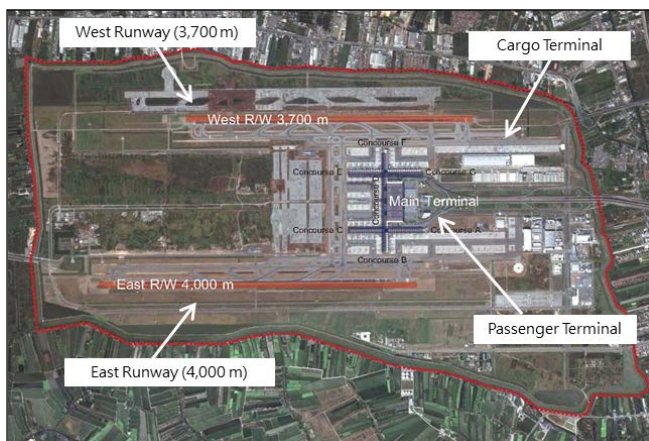 West Runway (3,700 m)
Cargo Terminal
West R/W 3,700 m
Concourse F
Concourse E
Concourse G
Concourse D
Main Terminal
Concourse C
Concourse A
Concourse B
East R/W 4,000 m
Passenger Terminal
East Runway (4,000 m)